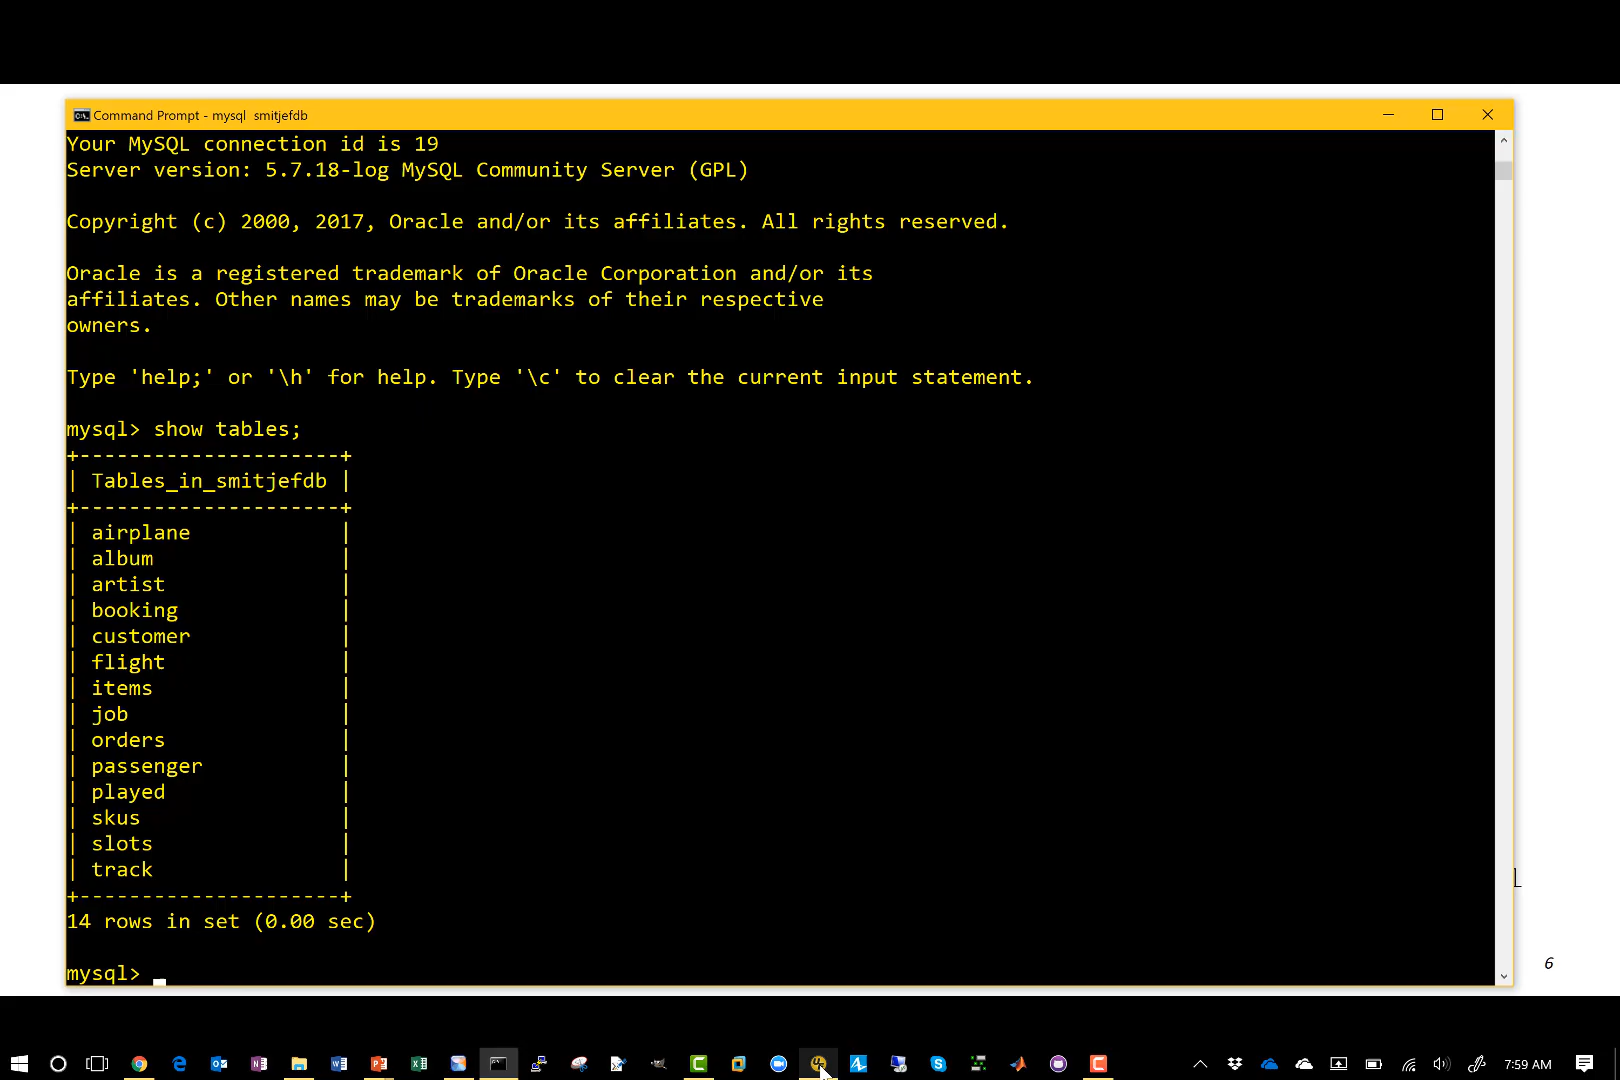 Command Prompt - mysql  smitjefdb
Your MySQL connection id is 19
Server version: 5.7.18-log MySQL Community Server (GPL)
Copyright (c) 2000, 2017, Oracle and/or its affiliates. All rights reserved.
Oracle is a registered trademark of Oracle Corporation and/or its
affiliates. Other names may be trademarks of their respective
owners.
Type 'help;' or '\h' for help. Type '\c' to clear the current input statement.
mysql> show tables;
+---------------------+
| Tables_in_smitjefdb |
+---------------------+
| airplane            |
| album               |
| artist              |
| booking             |
| customer            |
| flight              |
| items               |
| job                 |
| orders              |
| passenger           |
| played              |
| skus                |
| slots               |
| track               |
+---------------------+
14 rows in set (0.00 sec)
mysql> _
6
7:59 AM